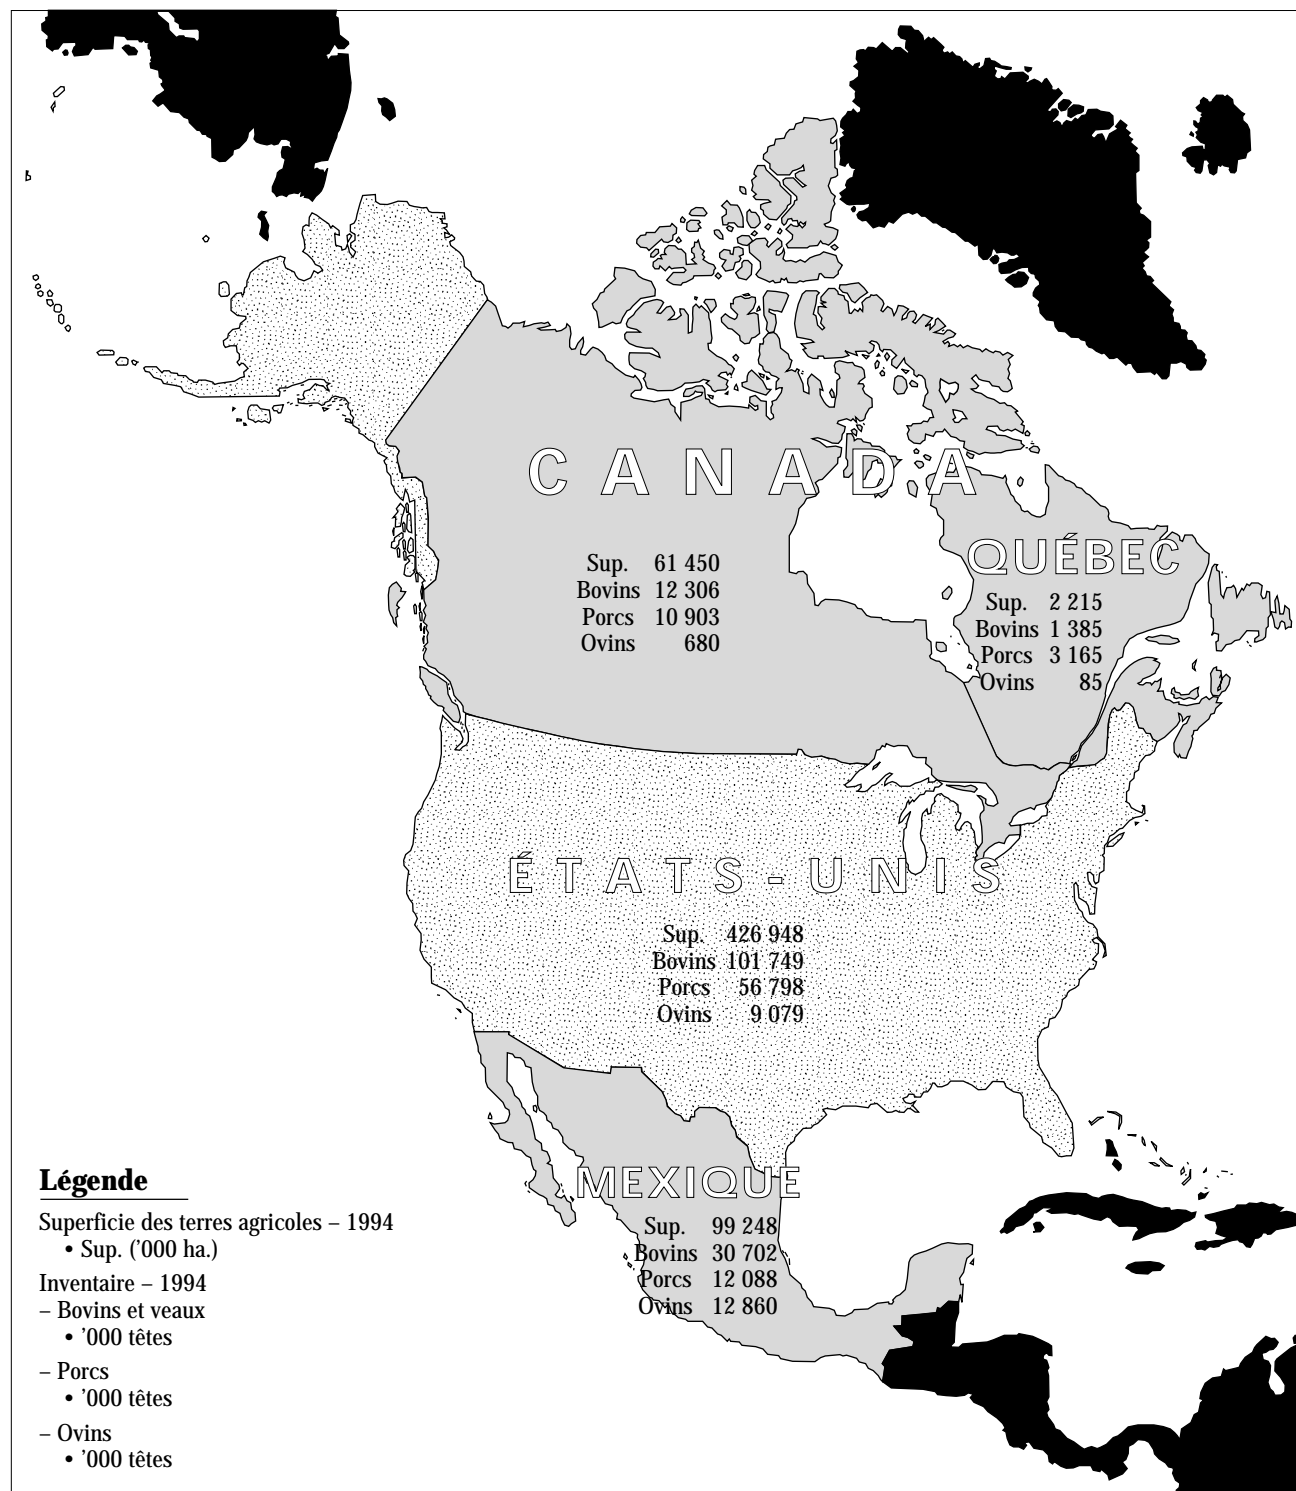 CANADA
Sup. 61 450
Bovins 12 306
Porcs 10 903
Ovins 680
QUÉBEC
Sup. 2 215
Bovins 1 385
Porcs 3 165
Ovins 85
ÉTATS-UNIS
Sup. 426 948
Bovins 101 749
Porcs 56 798
Ovins 9 079
MEXIQUE
Sup. 99 248
Bovins 30 702
Porcs 12 088
Ovins 12 860
Légende
Superficie des terres agricoles – 1994
• Sup. (’000 ha.)
Inventaire – 1994
– Bovins et veaux
• ’000 têtes
– Porcs
• ’000 têtes
– Ovins
• ’000 têtes